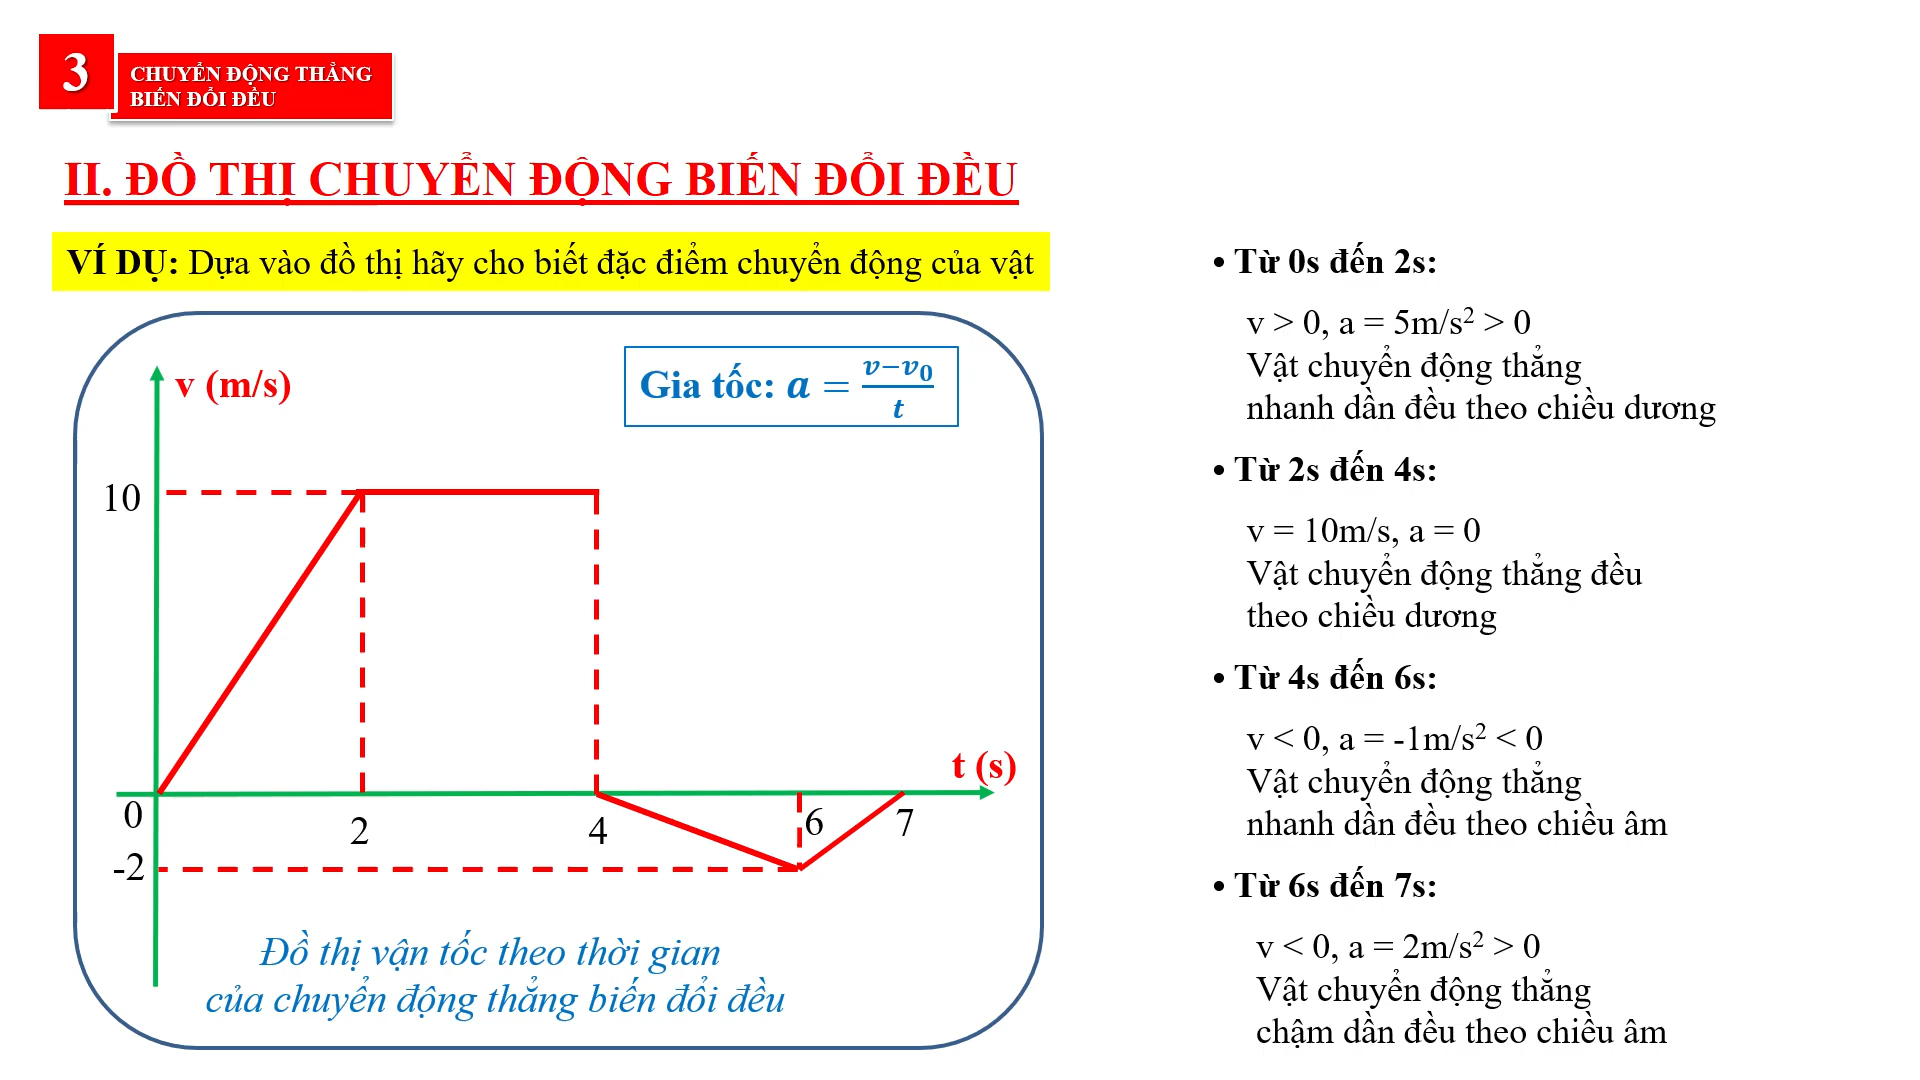 3
CHUYỂN ĐỘNG THẲNG
BIẾN ĐỔI ĐỀU
II. ĐỒ THỊ CHUYỂN ĐỘNG BIẾN ĐỔI ĐỀU
VÍ DỤ: Dựa vào đồ thị hãy cho biết đặc điểm chuyển động của vật
v (m/s)
Gia tốc: a = (v−v₀)/t
10
t (s)
0
2
4
6
7
-2
Đồ thị vận tốc theo thời gian
của chuyển động thẳng biến đổi đều
• Từ 0s đến 2s:
v > 0, a = 5m/s² > 0
Vật chuyển động thẳng
nhanh dần đều theo chiều dương
• Từ 2s đến 4s:
v = 10m/s, a = 0
Vật chuyển động thẳng đều
theo chiều dương
• Từ 4s đến 6s:
v < 0, a = -1m/s² < 0
Vật chuyển động thẳng
nhanh dần đều theo chiều âm
• Từ 6s đến 7s:
v < 0, a = 2m/s² > 0
Vật chuyển động thẳng
chậm dần đều theo chiều âm